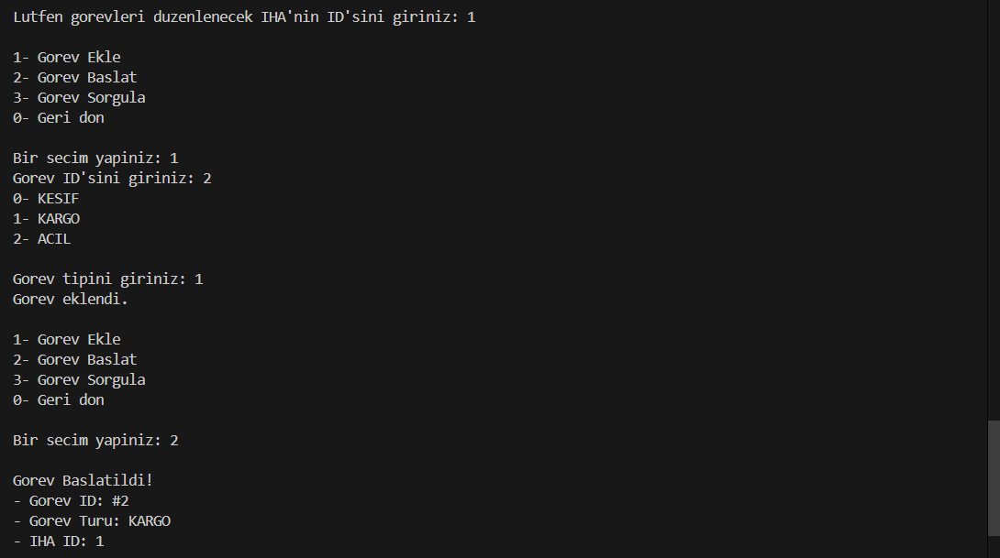 Lutfen gorevleri duzenlenecek IHA'nin ID'sini giriniz: 1
1- Gorev Ekle
2- Gorev Baslat
3- Gorev Sorgula
0- Geri don
Bir secim yapiniz: 1
Gorev ID'sini giriniz: 2
0- KESIF
1- KARGO
2- ACIL
Gorev tipini giriniz: 1
Gorev eklendi.
1- Gorev Ekle
2- Gorev Baslat
3- Gorev Sorgula
0- Geri don
Bir secim yapiniz: 2
Gorev Baslatildi!
- Gorev ID: #2
- Gorev Turu: KARGO
- IHA ID: 1